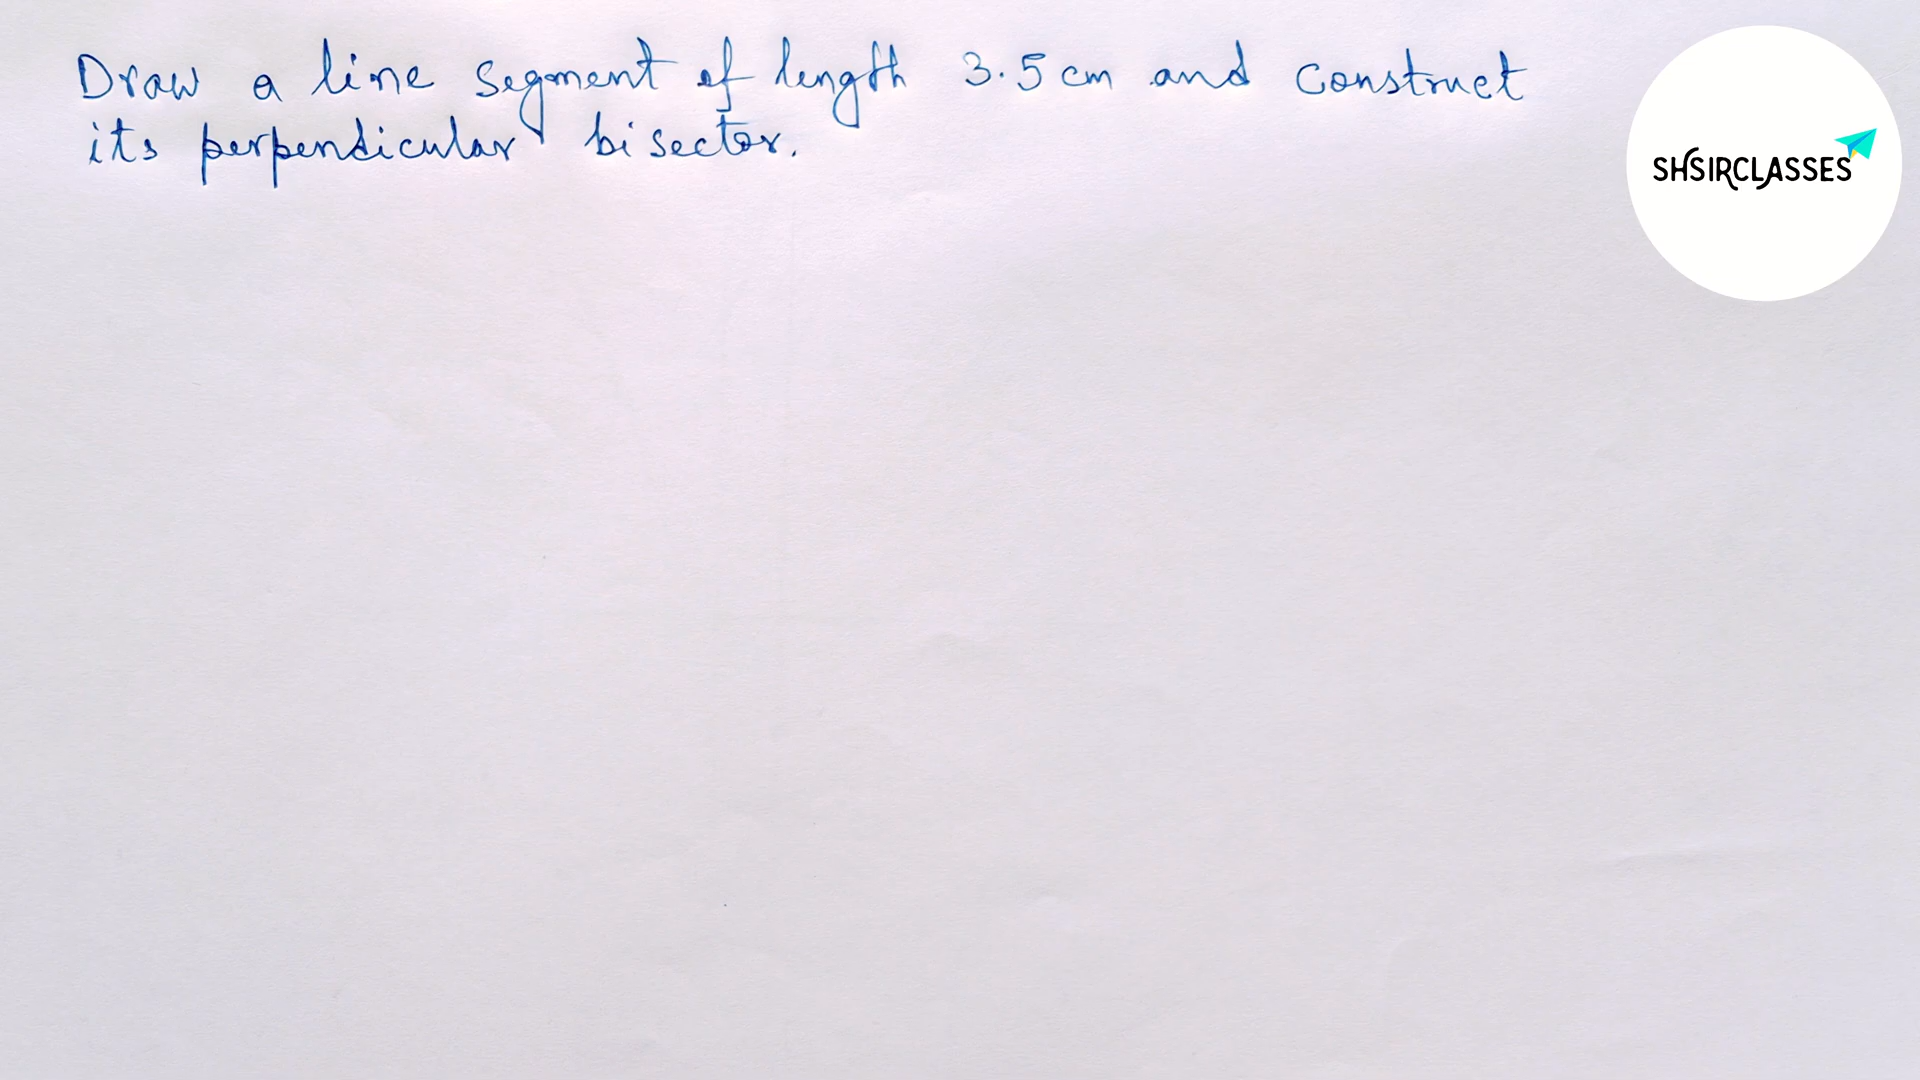 Draw a line segment of length 3.5 cm and construct
its perpendicular bisector.
SHSIRCLASSES